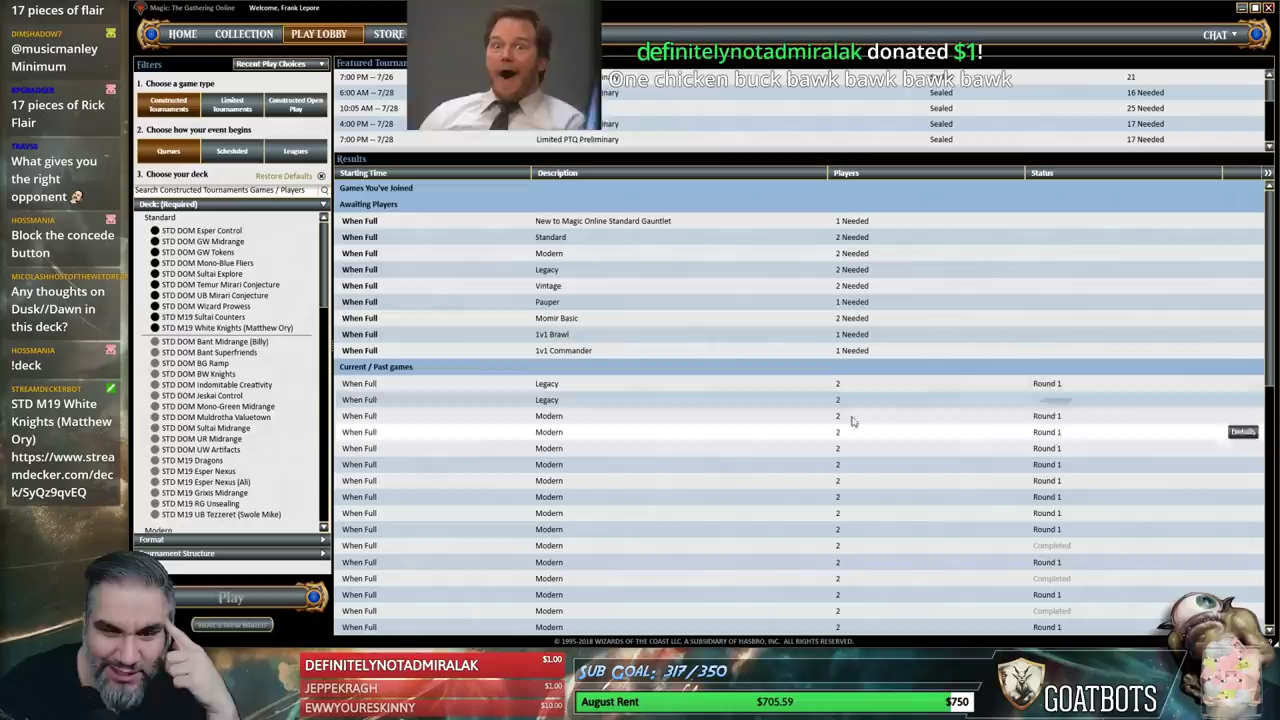 17 pieces of flair
DIMSHADOW7
@musicmanley
Minimum
RPGBADGER
17 pieces of Rick
Flair
TRAVS0
What gives you
the right
opponent
HOSSMANIA
Block the concede
button
MICOLASHHOSTOFTHEWETDREAM
Any thoughts on
Dusk//Dawn in
this deck?
HOSSMANIA
!deck
STREAMDECKERBOT
STD M19 White
Knights (Matthew
Ory)
https://www.strea
mdecker.com/dec
k/SyQz9qvEQ
Magic: The Gathering Online Welcome, Frank Lepore
HOME COLLECTION PLAY LOBBY STORE CHAT
definitelynotadmiralak donated $1!
One chicken buck bawk bawk bawk bawk
Filters Recent Play Choices
1. Choose a game type
Constructed Tournaments Limited Tournaments Constructed Open Play
2. Choose how your event begins
Queues Scheduled Leagues
3. Choose your deck Restore Defaults
Search Constructed Tournaments Games / Players
Deck: (Required)
Standard
STD DOM Esper Control
STD DOM GW Midrange
STD DOM GW Tokens
STD DOM Mono-Blue Fliers
STD DOM Sultai Explore
STD DOM Temur Mirari Conjecture
STD DOM UB Mirari Conjecture
STD DOM Wizard Prowess
STD M19 Sultai Counters
STD M19 White Knights (Matthew Ory)
STD DOM Bant Midrange (Billy)
STD DOM Bant Superfriends
STD DOM BG Ramp
STD DOM BW Knights
STD DOM Indomitable Creativity
STD DOM Jeskai Control
STD DOM Mono-Green Midrange
STD DOM Muldrotha Valuetown
STD DOM Sultai Midrange
STD DOM UR Midrange
STD DOM UW Artifacts
STD M19 Dragons
STD M19 Esper Nexus
STD M19 Esper Nexus (Ali)
STD M19 Grixis Midrange
STD M19 RG Unsealing
STD M19 UB Tezzeret (Swole Mike)
Modern
Format
Tournament Structure
Play
Host a New Match
Featured Tournam
7:00 PM -- 7/26 21
6:00 AM -- 7/28 inary Sealed 16 Needed
10:05 AM -- 7/28 Sealed 25 Needed
4:00 PM -- 7/28 inary Sealed 17 Needed
7:00 PM -- 7/28 Limited PTQ Preliminary Sealed 17 Needed
Results
Starting Time Description Players Status
Games You've Joined
Awaiting Players
When Full New to Magic Online Standard Gauntlet 1 Needed
When Full Standard 2 Needed
When Full Modern 2 Needed
When Full Legacy 2 Needed
When Full Vintage 2 Needed
When Full Pauper 1 Needed
When Full Momir Basic 2 Needed
When Full 1v1 Brawl 1 Needed
When Full 1v1 Commander 1 Needed
Current / Past games
When Full Legacy 2 Round 1
When Full Legacy 2
When Full Modern 2 Round 1
When Full Modern 2 Round 1 Details
When Full Modern 2 Round 1
When Full Modern 2 Round 1
When Full Modern 2 Round 1
When Full Modern 2 Round 1
When Full Modern 2 Round 1
When Full Modern 2 Round 1
When Full Modern 2 Completed
When Full Modern 2 Round 1
When Full Modern 2 Completed
When Full Modern 2 Round 1
When Full Modern 2 Completed
When Full Modern 2 Round 1
© 1995-2018 WIZARDS OF THE COAST LLC, A SUBSIDIARY OF HASBRO, INC. ALL RIGHTS RESERVED.
DEFINITELYNOTADMIRALAK $1.00
JEPPEKRAGH $1.00
EWWYOURESKINNY $10.00
SUB GOAL: 317/350
August Rent $705.59 $750
GOATBOTS